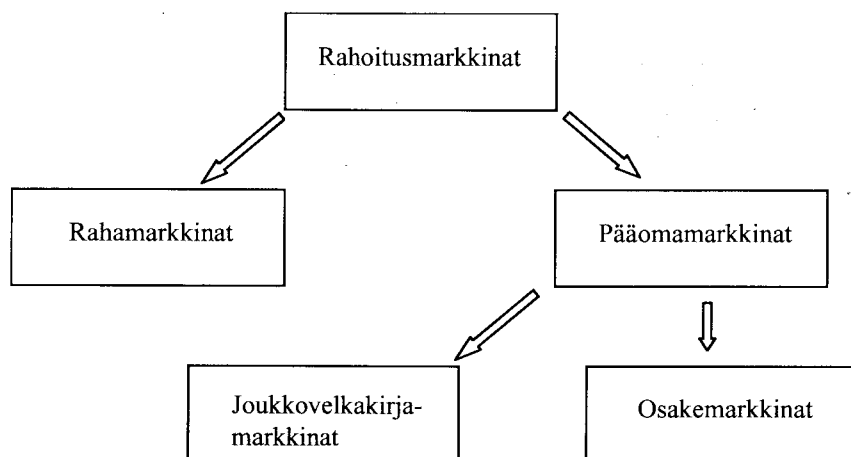 Rahoitusmarkkinat
Rahamarkkinat
Pääomamarkkinat
Joukkovelkakirja-
markkinat
Osakemarkkinat